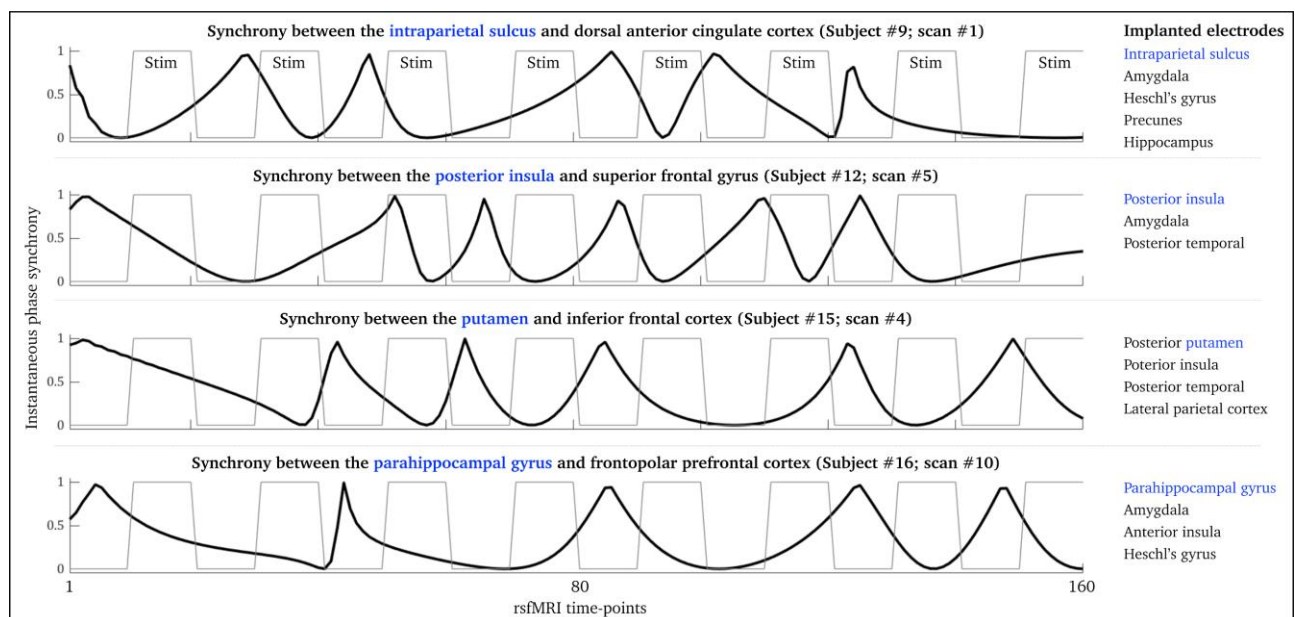 Synchrony between the intraparietal sulcus and dorsal anterior cingulate cortex (Subject #9; scan #1)
Implanted electrodes
1
0.5
0
Stim Stim Stim Stim Stim Stim Stim Stim
Intraparietal sulcus
Amygdala
Heschl's gyrus
Precunes
Hippocampus
Synchrony between the posterior insula and superior frontal gyrus (Subject #12; scan #5)
1
0.5
0
Posterior insula
Amygdala
Posterior temporal
Instantaneous phase synchrony
Synchrony between the putamen and inferior frontal cortex (Subject #15; scan #4)
1
0.5
0
Posterior putamen
Poterior insula
Posterior temporal
Lateral parietal cortex
Synchrony between the parahippocampal gyrus and frontopolar prefrontal cortex (Subject #16; scan #10)
1
0.5
0
Parahippocampal gyrus
Amygdala
Anterior insula
Heschl's gyrus
1 80 160
rsfMRI time-points